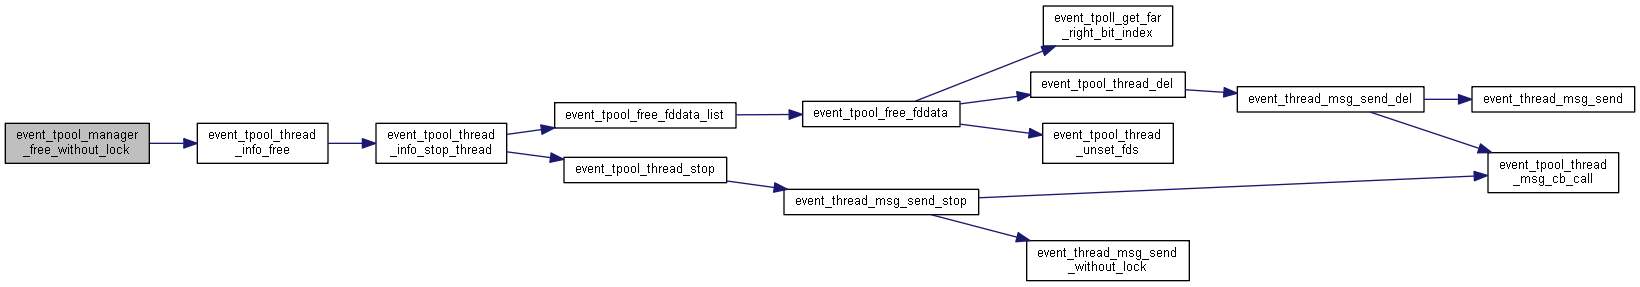 event_tpool_manager
_free_without_lock
event_tpool_thread
_info_free
event_tpool_thread
_info_stop_thread
event_tpool_free_fddata_list
event_tpool_thread_stop
event_tpool_free_fddata
event_thread_msg_send_stop
event_tpoll_get_far
_right_bit_index
event_tpool_thread_del
event_tpool_thread
_unset_fds
event_thread_msg_send
_without_lock
event_thread_msg_send_del
event_thread_msg_send
event_tpool_thread
_msg_cb_call